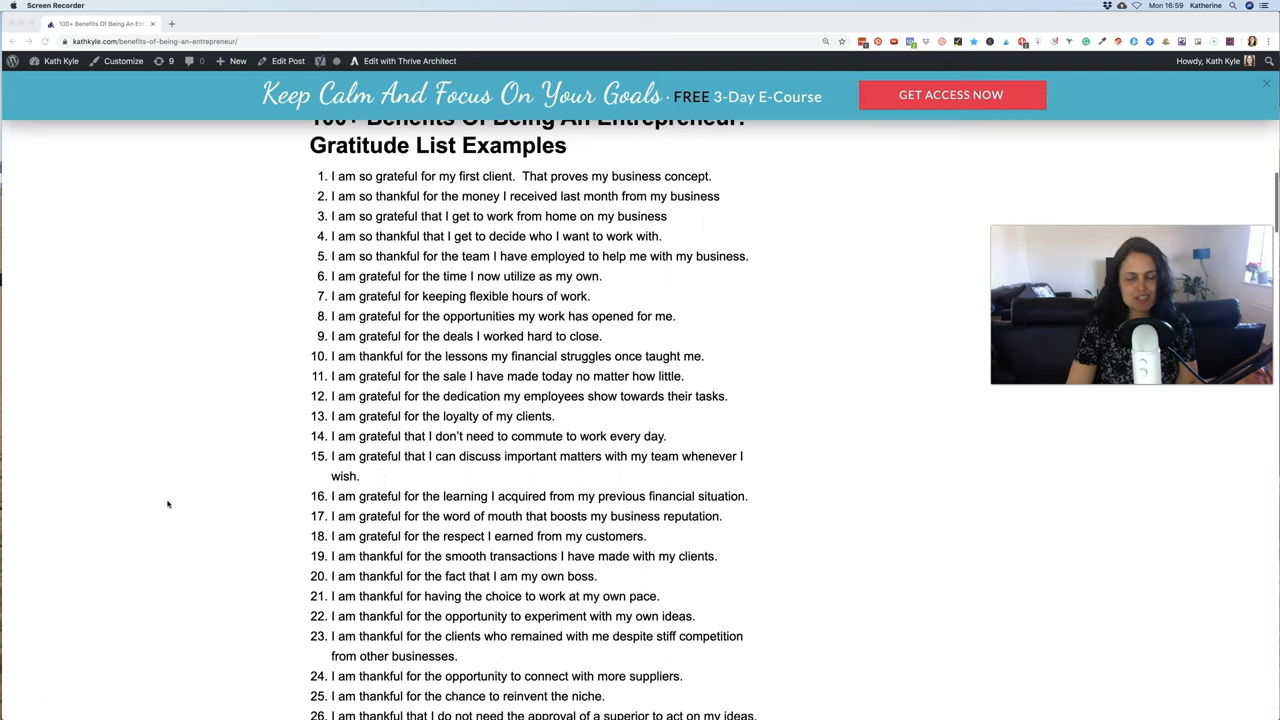 Screen Recorder
Mon 16:59 Katherine
100+ Benefits Of Being An Ent
kathkyle.com/benefits-of-being-an-entrepreneur/
Kath Kyle Customize 9 0 New Edit Post Edit with Thrive Architect Howdy, Kath Kyle
Keep Calm And Focus On Your Goals · FREE 3-Day E-Course GET ACCESS NOW
100+ Benefits Of Being An Entrepreneur:
Gratitude List Examples
1. I am so grateful for my first client. That proves my business concept.
2. I am so thankful for the money I received last month from my business
3. I am so grateful that I get to work from home on my business
4. I am so thankful that I get to decide who I want to work with.
5. I am so thankful for the team I have employed to help me with my business.
6. I am grateful for the time I now utilize as my own.
7. I am grateful for keeping flexible hours of work.
8. I am grateful for the opportunities my work has opened for me.
9. I am grateful for the deals I worked hard to close.
10. I am thankful for the lessons my financial struggles once taught me.
11. I am grateful for the sale I have made today no matter how little.
12. I am grateful for the dedication my employees show towards their tasks.
13. I am grateful for the loyalty of my clients.
14. I am grateful that I don't need to commute to work every day.
15. I am grateful that I can discuss important matters with my team whenever I
wish.
16. I am grateful for the learning I acquired from my previous financial situation.
17. I am grateful for the word of mouth that boosts my business reputation.
18. I am grateful for the respect I earned from my customers.
19. I am thankful for the smooth transactions I have made with my clients.
20. I am thankful for the fact that I am my own boss.
21. I am thankful for having the choice to work at my own pace.
22. I am thankful for the opportunity to experiment with my own ideas.
23. I am thankful for the clients who remained with me despite stiff competition
from other businesses.
24. I am thankful for the opportunity to connect with more suppliers.
25. I am thankful for the chance to reinvent the niche.
26. I am thankful that I do not need the approval of a superior to act on my ideas.